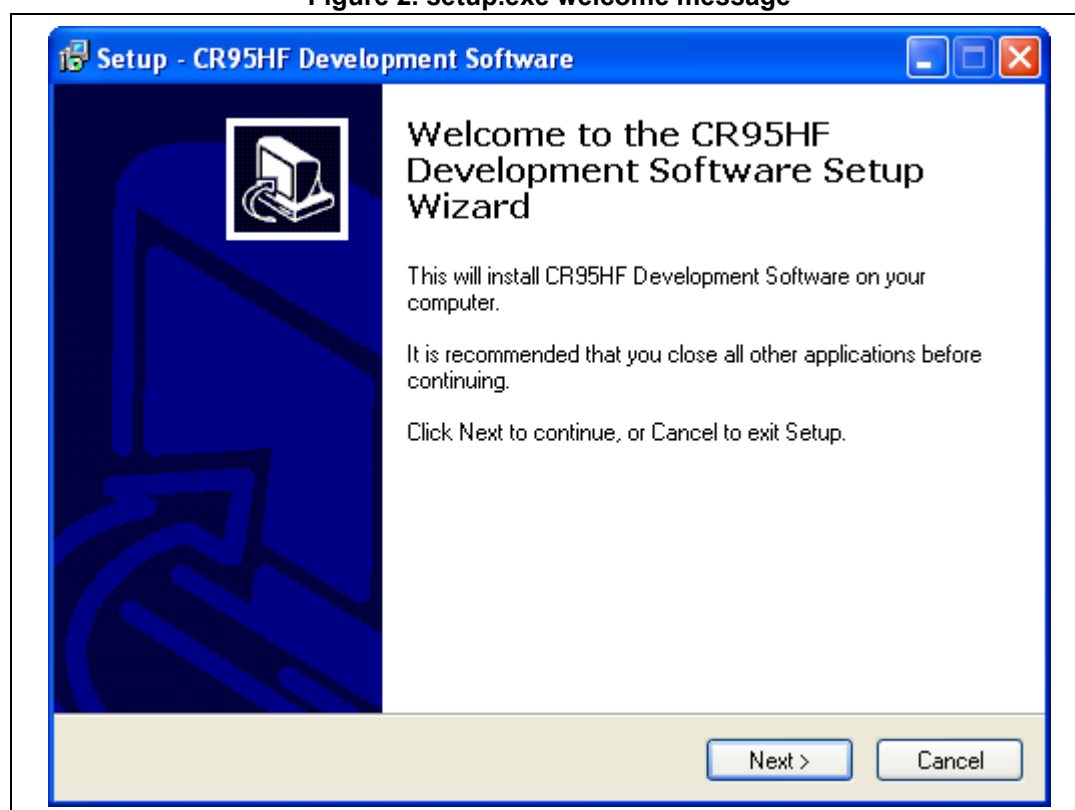 Figure 2. setup.exe welcome message
Setup - CR95HF Development Software
Welcome to the CR95HF
Development Software Setup
Wizard
This will install CR95HF Development Software on your
computer.
It is recommended that you close all other applications before
continuing.
Click Next to continue, or Cancel to exit Setup.
Next >
Cancel